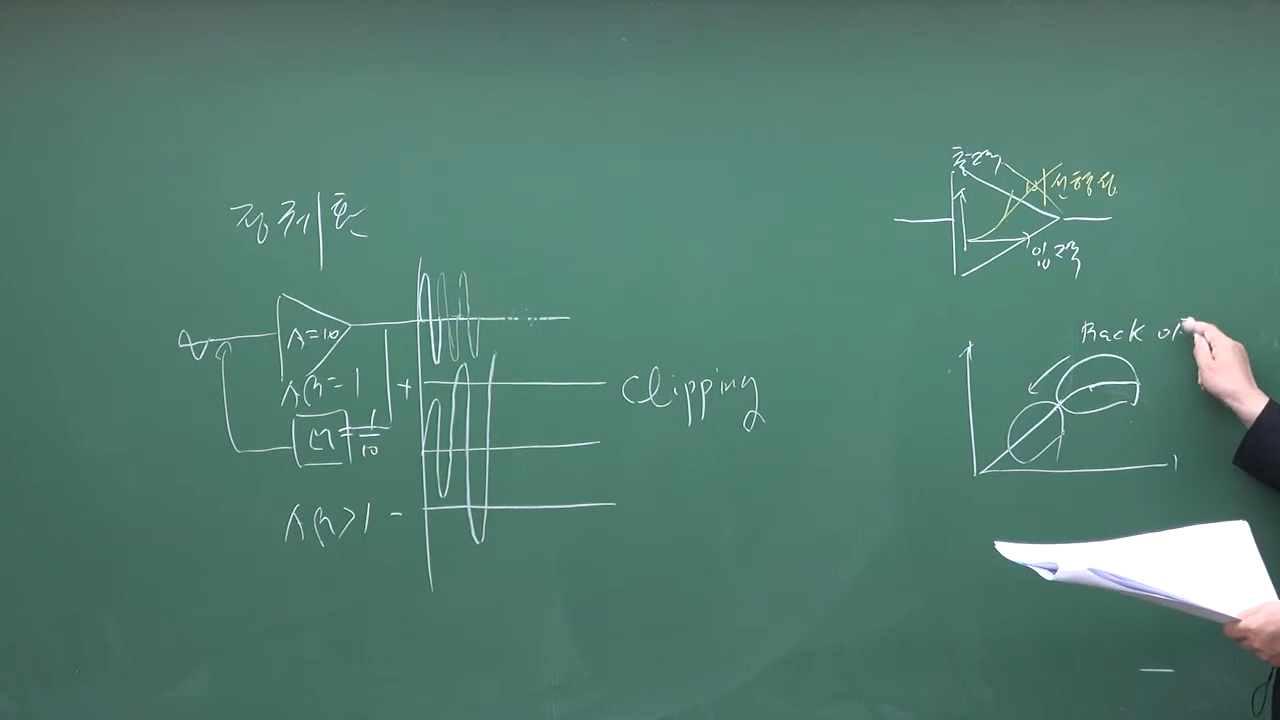 정궤|환
A=10
Aβ=1
β=1/10
Aβ>1
+
-
Clipping
출력
선형성
입력
Back of